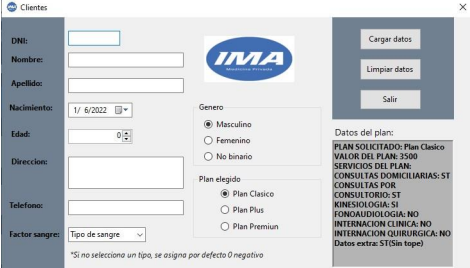 Clientes
DNI:
Nombre:
Apellido:
Nacimiento:
1/ 6/2022
Edad:
0
Direccion:
Telefono:
Factor sangre:
Tipo de sangre
*Si no selecciona un tipo, se asigna por defecto 0 negativo
IMA
Medicina Privada
Genero
Masculino
Femenino
No binario
Plan elegido
Plan Clasico
Plan Plus
Plan Premiun
Cargar datos
Limpiar datos
Salir
Datos del plan:
PLAN SOLICITADO: Plan Clasico
VALOR DEL PLAN: 3500
SERVICIOS DEL PLAN:
CONSULTAS DOMICILIARIAS: ST
CONSULTAS POR
CONSULTORIO: ST
KINESIOLOGIA: SI
FONOAUDIOLOGIA: NO
INTERNACION CLINICA: NO
INTERNACION QUIRURGICA: NO
Datos extra: ST(Sin tope)